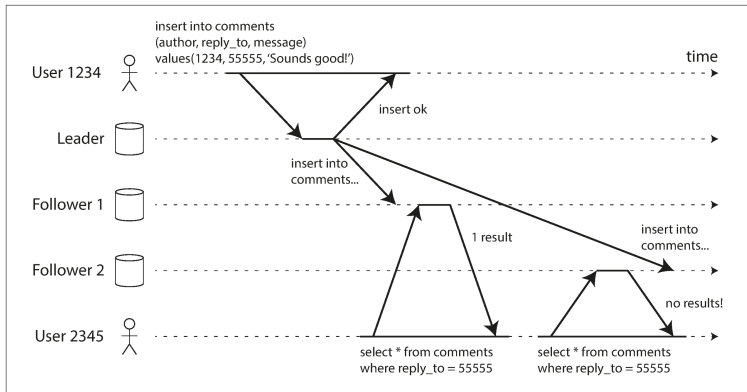 insert into comments
(author, reply_to, message)
values(1234, 55555, ‘Sounds good!’)
time
User 1234
insert ok
Leader
insert into
comments...
Follower 1
1 result
insert into
comments...
Follower 2
no results!
User 2345
select * from comments
where reply_to = 55555
select * from comments
where reply_to = 55555